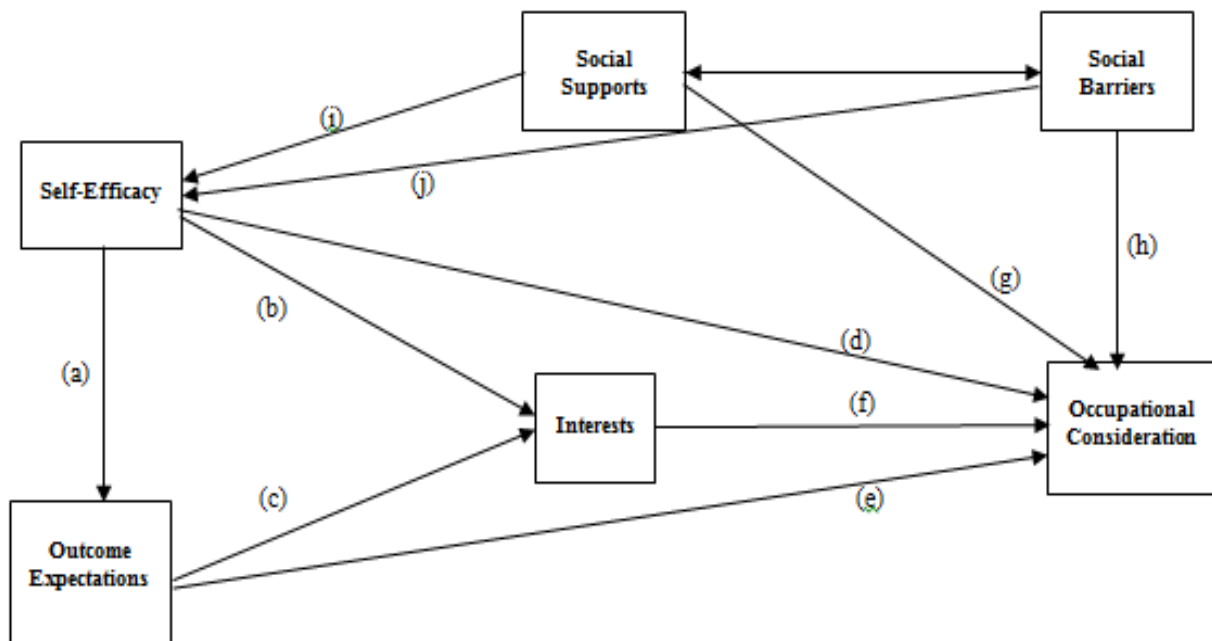 Social
Supports
Social
Barriers
(i)
(j)
Self-Efficacy
(h)
(g)
(b)
(d)
(a)
(f)
Interests
Occupational
Consideration
(c)
(e)
Outcome
Expectations